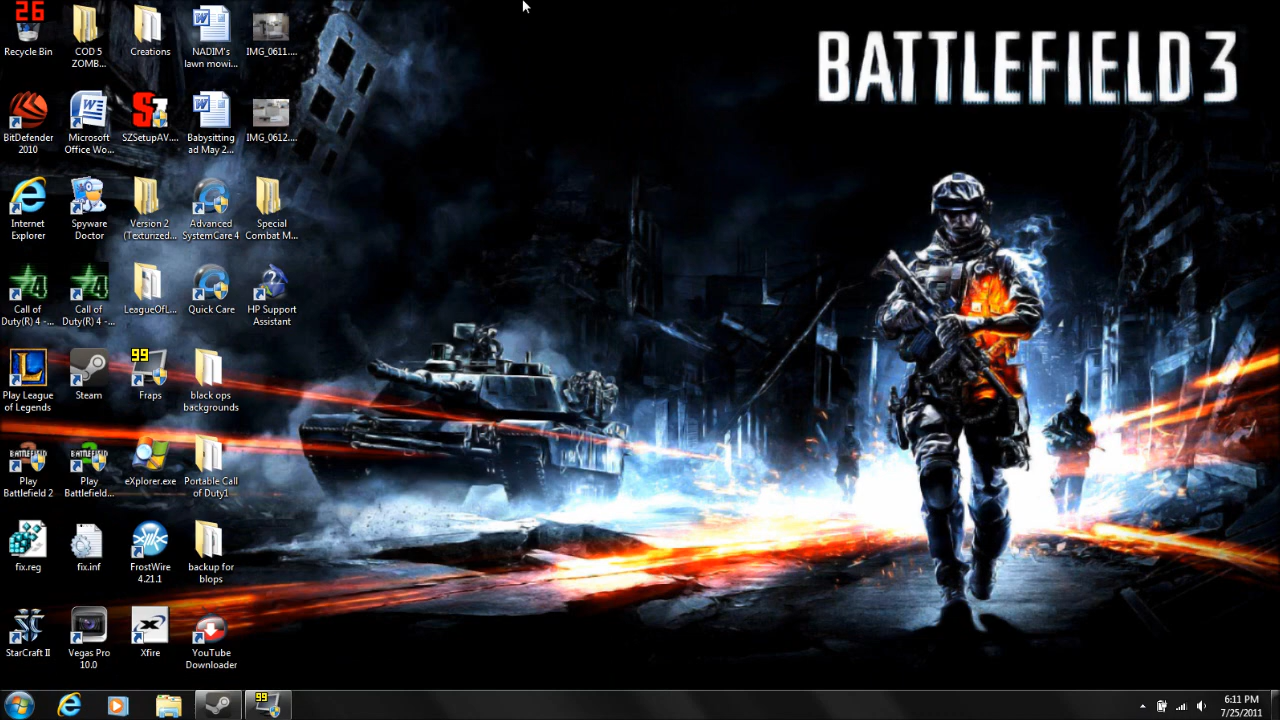 26
Recycle Bin
COD 5
ZOMB...
Creations
NADIM's
lawn mowi...
IMG_0611....
BATTLEFIELD 3
BitDefender
2010
Microsoft
Office Wo...
SZSetupAV....
Babysitting
ad May 2...
IMG_0612....
Internet
Explorer
Spyware
Doctor
Version 2
(Texturized...
Advanced
SystemCare 4
Special
Combat M...
Call of
Duty(R) 4 -...
Call of
Duty(R) 4 -...
LeagueOfL...
Quick Care
HP Support
Assistant
Play League
of Legends
Steam
99
Fraps
black ops
backgrounds
Play
Battlefield 2
Play
Battlefield...
eXplorer.exe
Portable Call
of Duty1
fix.reg
fix.inf
FrostWire
4.21.1
backup for
blops
StarCraft II
Vegas Pro
10.0
Xfire
YouTube
Downloader
99
6:11 PM
7/25/2011